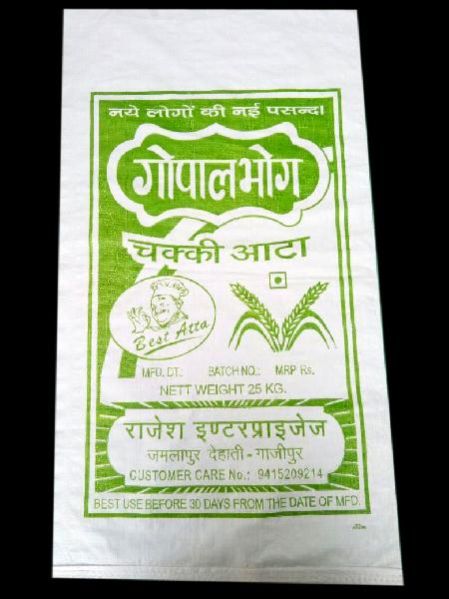 नये लोगों की नई पसन्द।
गोपालभोग
चक्की आटा
Best Atta
MFD. DT.: BATCH NO.: MRP Rs.
NETT WEIGHT 25 KG.
राजेश इण्टरप्राइजेज
जमलापुर देहाती - गाजीपुर
CUSTOMER CARE No.: 9415209214
BEST USE BEFORE 30 DAYS FROM THE DATE OF MFD.